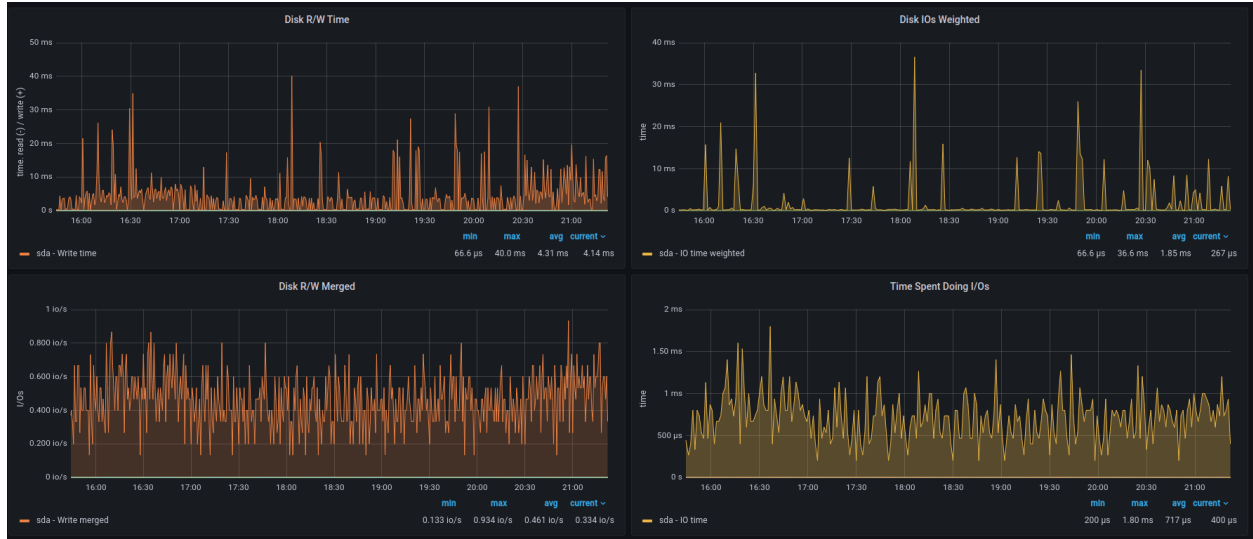 Disk R/W Time
time. read (-) / write (+)
50 ms
40 ms
30 ms
20 ms
10 ms
0 s
16:00 16:30 17:00 17:30 18:00 18:30 19:00 19:30 20:00 20:30 21:00
min max avg current
sda - Write time 66.6 µs 40.0 ms 4.31 ms 4.14 ms
Disk IOs Weighted
time
40 ms
30 ms
20 ms
10 ms
0 s
16:00 16:30 17:00 17:30 18:00 18:30 19:00 19:30 20:00 20:30 21:00
min max avg current
sda - IO time weighted 66.6 µs 36.6 ms 1.85 ms 267 µs
Disk R/W Merged
I/Os
1 io/s
0.800 io/s
0.600 io/s
0.400 io/s
0.200 io/s
0 io/s
16:00 16:30 17:00 17:30 18:00 18:30 19:00 19:30 20:00 20:30 21:00
min max avg current
sda - Write merged 0.133 io/s 0.934 io/s 0.461 io/s 0.334 io/s
Time Spent Doing I/Os
time
2 ms
1.50 ms
1 ms
500 µs
0 s
16:00 16:30 17:00 17:30 18:00 18:30 19:00 19:30 20:00 20:30 21:00
min max avg current
sda - IO time 200 µs 1.80 ms 717 µs 400 µs